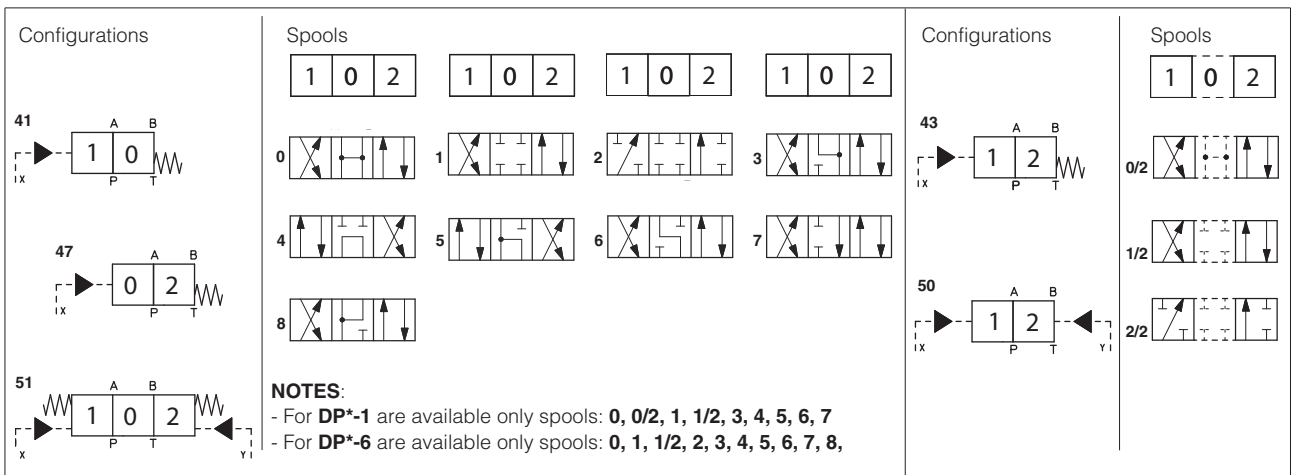 Configurations
41
A B
1 0
X P T
47
A B
0 2
X P T
51
A B
1 0 2
X P T Y
Spools
1 0 2
1 0 2
1 0 2
1 0 2
0
1
2
3
4
5
6
7
8
NOTES:
- For DP*-1 are available only spools: 0, 0/2, 1, 1/2, 3, 4, 5, 6, 7
- For DP*-6 are available only spools: 0, 1, 1/2, 2, 3, 4, 5, 6, 7, 8,
Configurations
43
A B
1 2
X P T
50
A B
1 2
X P T Y
Spools
1 0 2
0/2
1/2
2/2